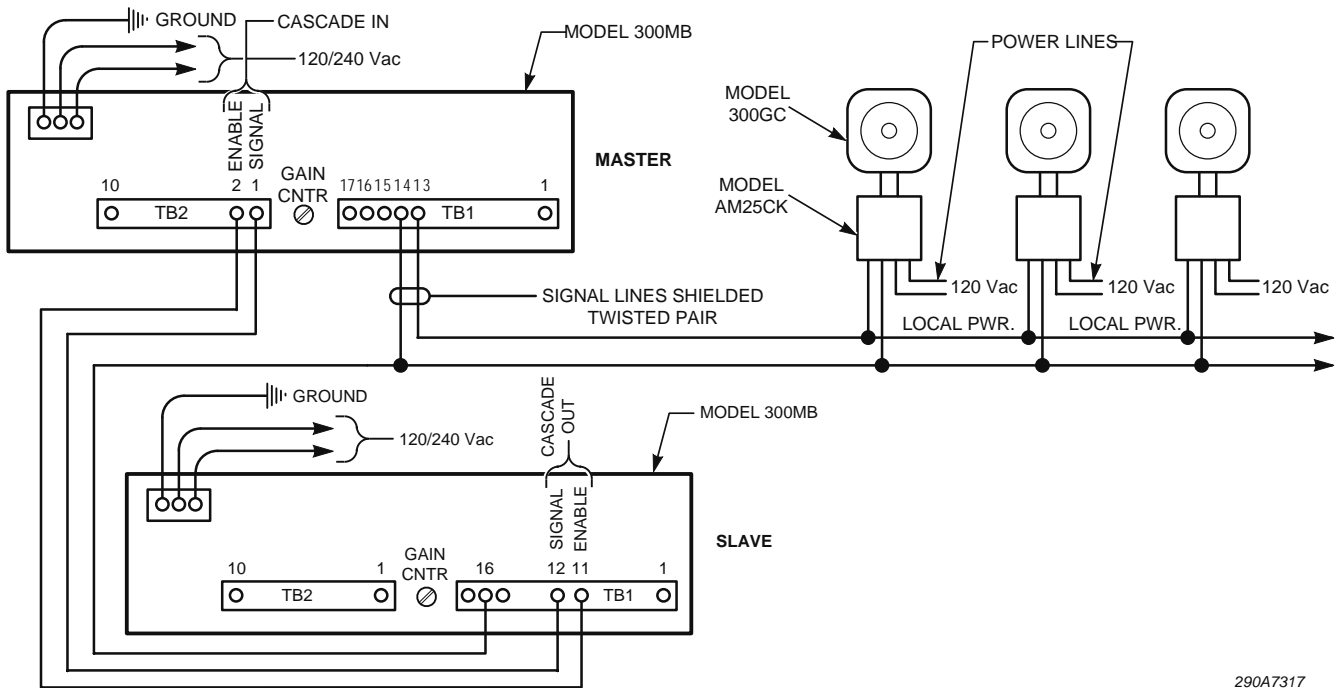 GROUND
CASCADE IN
120/240 Vac
MODEL 300MB
POWER LINES
ENABLE
SIGNAL
MODEL
300GC
MASTER
MODEL
AM25CK
10
2 1
GAIN
CNTR
17 16 15 14 13
1
TB2
TB1
SIGNAL LINES SHIELDED
TWISTED PAIR
120 Vac
120 Vac
120 Vac
LOCAL PWR.
LOCAL PWR.
GROUND
120/240 Vac
CASCADE
OUT
MODEL 300MB
SIGNAL
ENABLE
SLAVE
10
1
GAIN
CNTR
16
12 11
1
TB2
TB1
290A7317